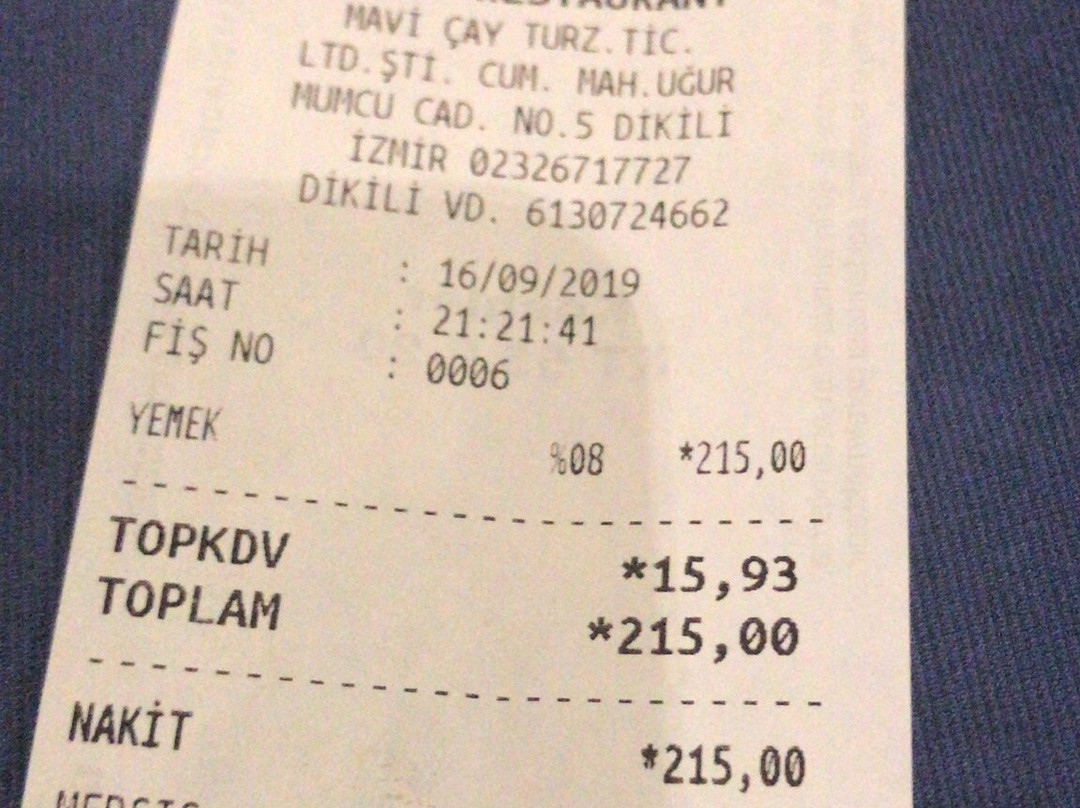 RESTAURANT
MAVİ ÇAY TURZ.TİC.
LTD.ŞTİ. CUM. MAH.UĞUR
MUMCU CAD. NO.5 DİKİLİ
İZMİR 02326717727
DİKİLİ VD. 6130724662
TARİH : 16/09/2019
SAAT : 21:21:41
FİŞ NO : 0006
YEMEK %08 *215,00
TOPKDV *15,93
TOPLAM *215,00
NAKİT *215,00